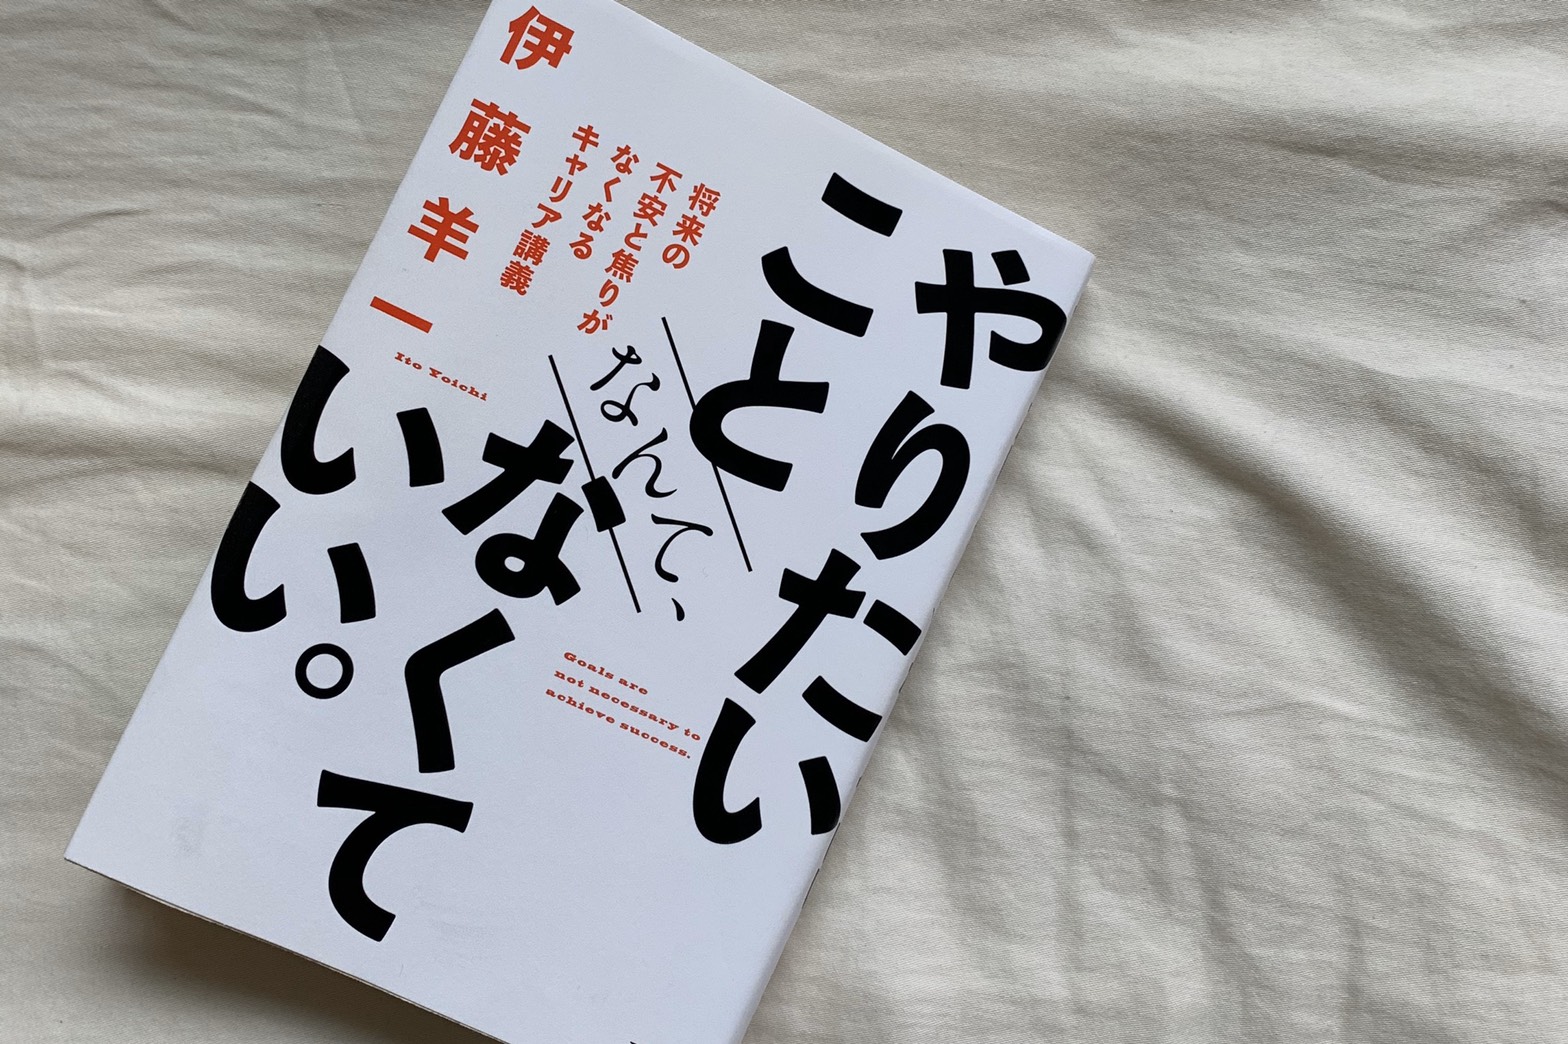 やりたい
こと
なんて、
なくて
いい。
将来の
不安と焦りが
なくなる
キャリア講義
伊藤羊一
Ito Yoichi
Goals are
not necessary to
achieve success.